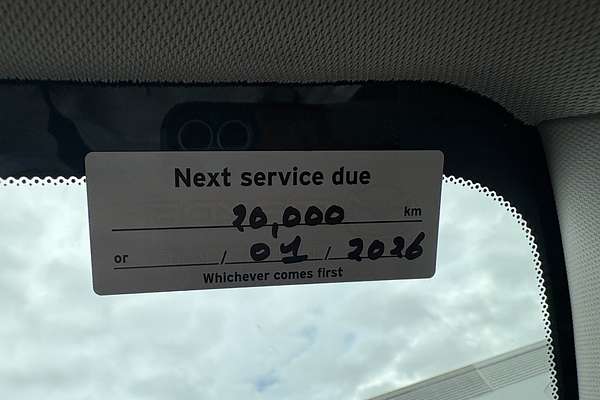 Next service due
20,000 km
or / 01 / 2026
Whichever comes first